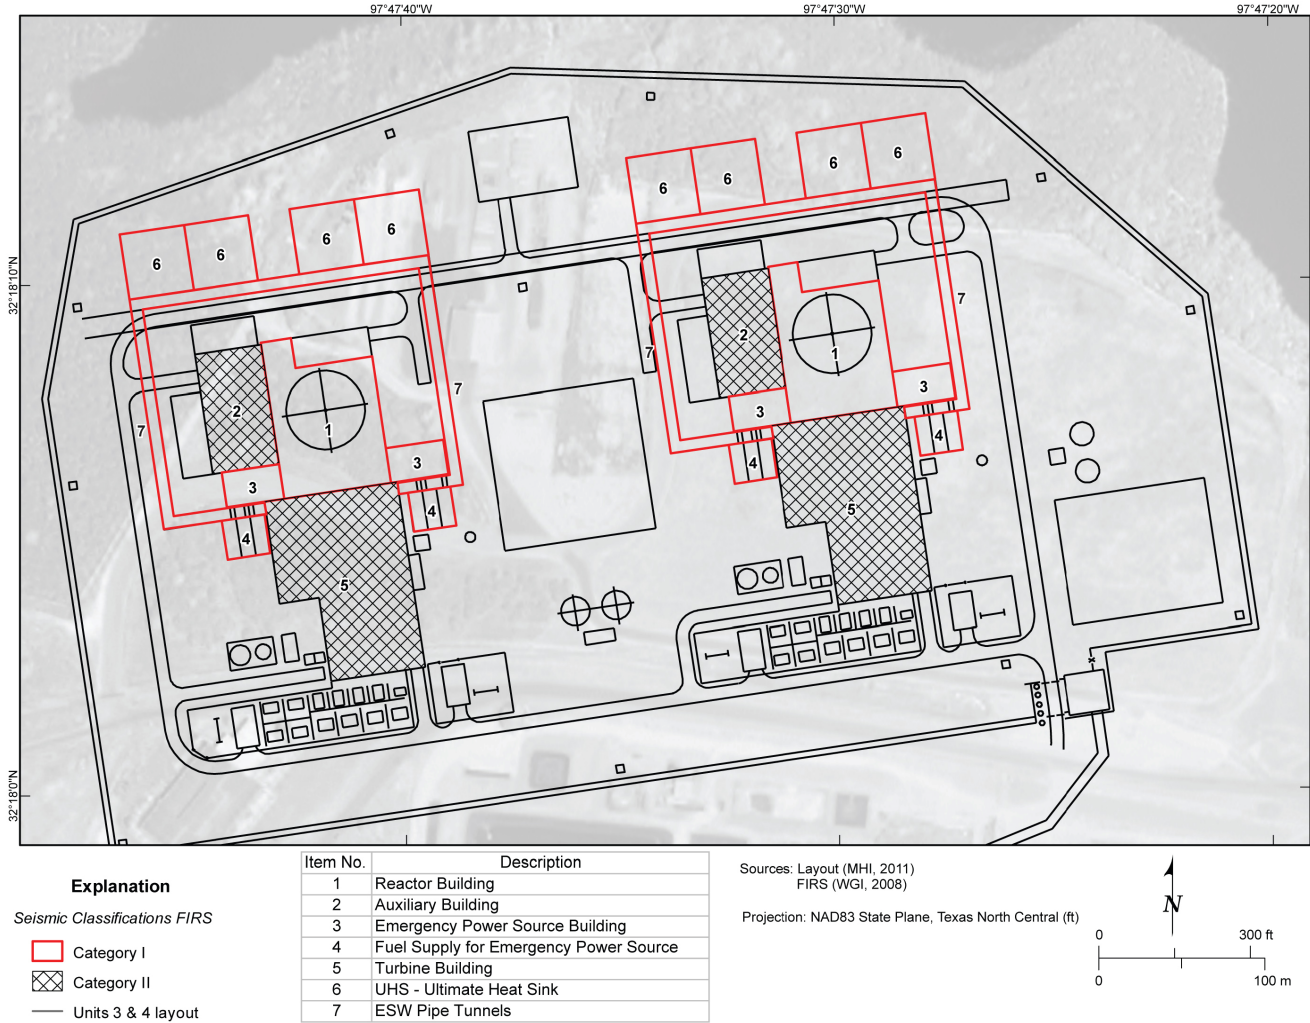 97°47'40"W 97°47'30"W 97°47'20"W
32°18'10"N
32°18'0"N
6 6 6 6
6 6 6 6
7 2 1 7
7 2 1 7
3 3
3 3
4 4
4 4
5
5
Explanation
Seismic Classifications FIRS
Category I
Category II
Units 3 & 4 layout
Item No. Description
1 Reactor Building
2 Auxiliary Building
3 Emergency Power Source Building
4 Fuel Supply for Emergency Power Source
5 Turbine Building
6 UHS - Ultimate Heat Sink
7 ESW Pipe Tunnels
Sources: Layout (MHI, 2011)
FIRS (WGI, 2008)
Projection: NAD83 State Plane, Texas North Central (ft)
N
0 300 ft
0 100 m